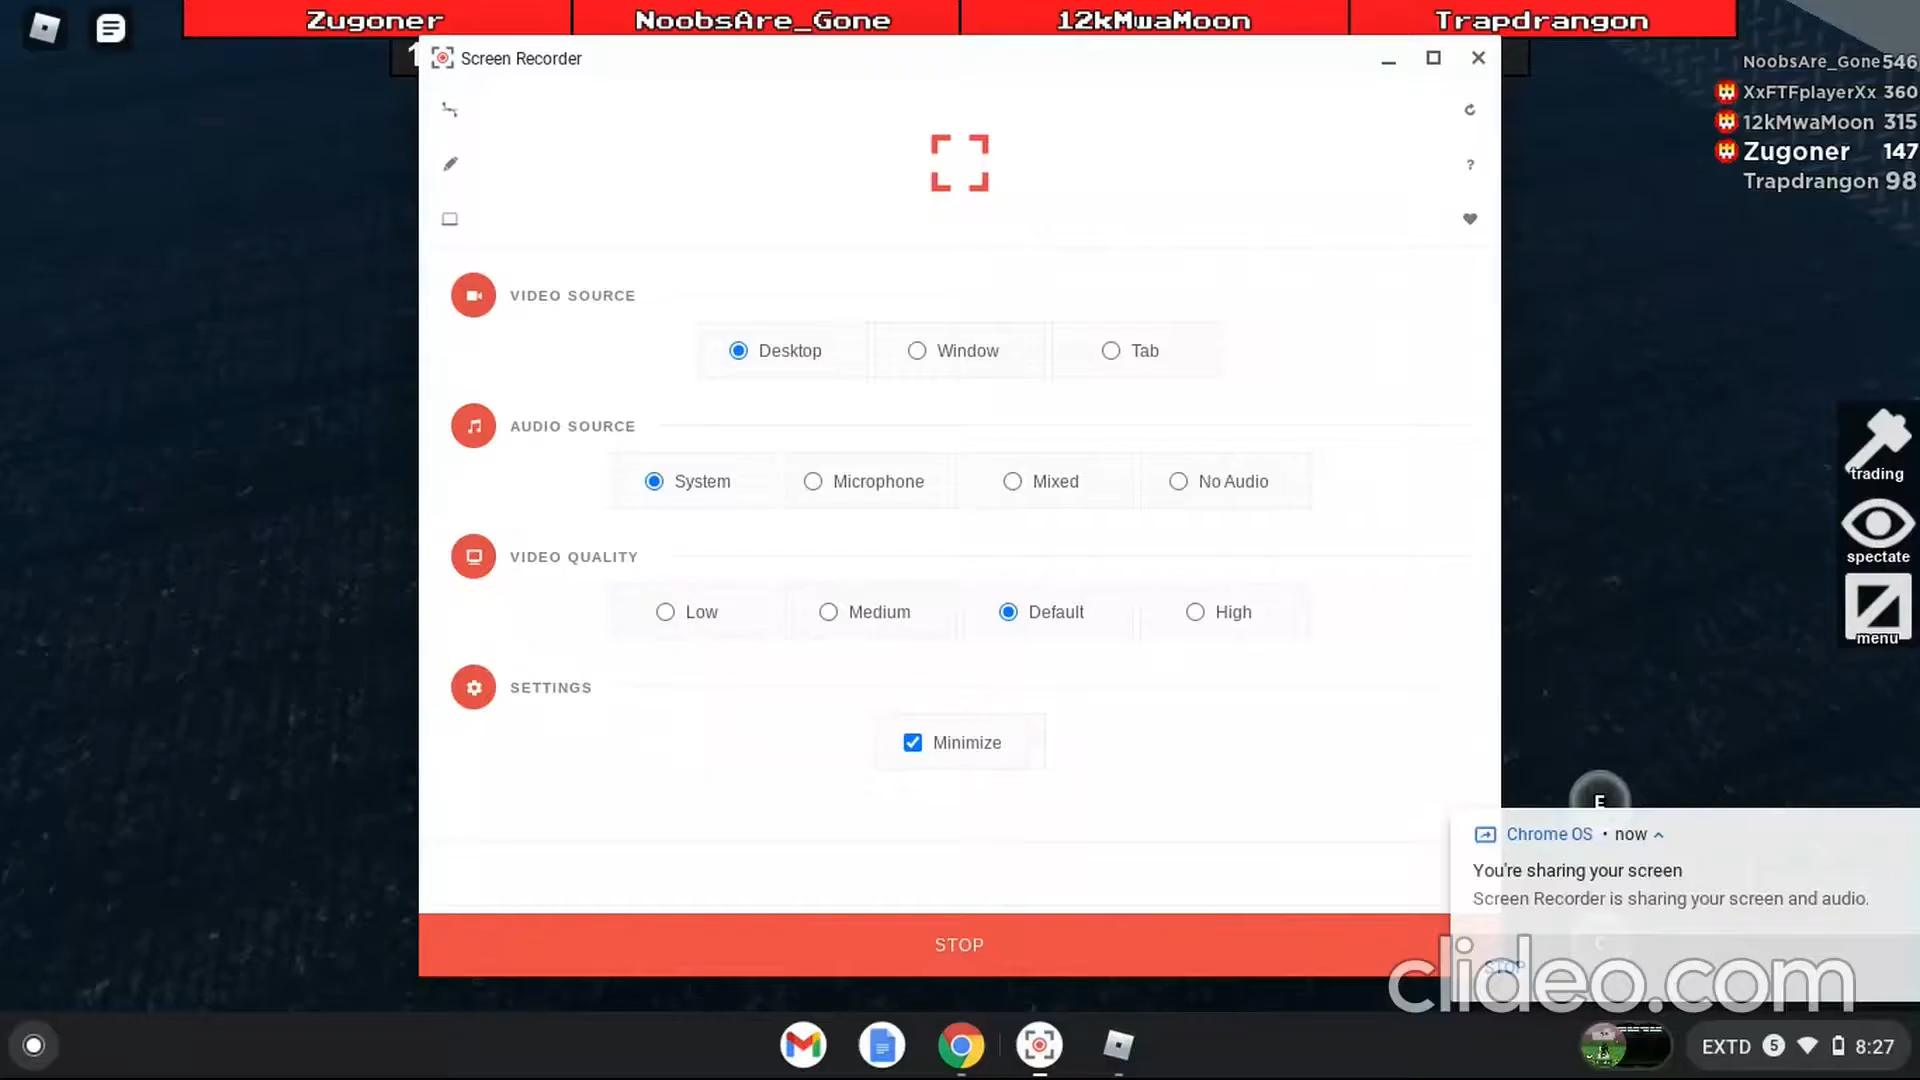 Zugoner
NoobsAre_Gone
12kMwaMoon
Trapdrangon
Screen Recorder
NoobsAre_Gone 546
XxFTFplayerXx 360
12kMwaMoon 315
Zugoner 147
Trapdrangon 98
?
VIDEO SOURCE
Desktop
Window
Tab
AUDIO SOURCE
System
Microphone
Mixed
No Audio
trading
VIDEO QUALITY
spectate
Low
Medium
Default
High
menu
SETTINGS
Minimize
E
Chrome OS • now
You're sharing your screen
Screen Recorder is sharing your screen and audio.
STOP
STOP
clideo.com
EXTD 5 8:27